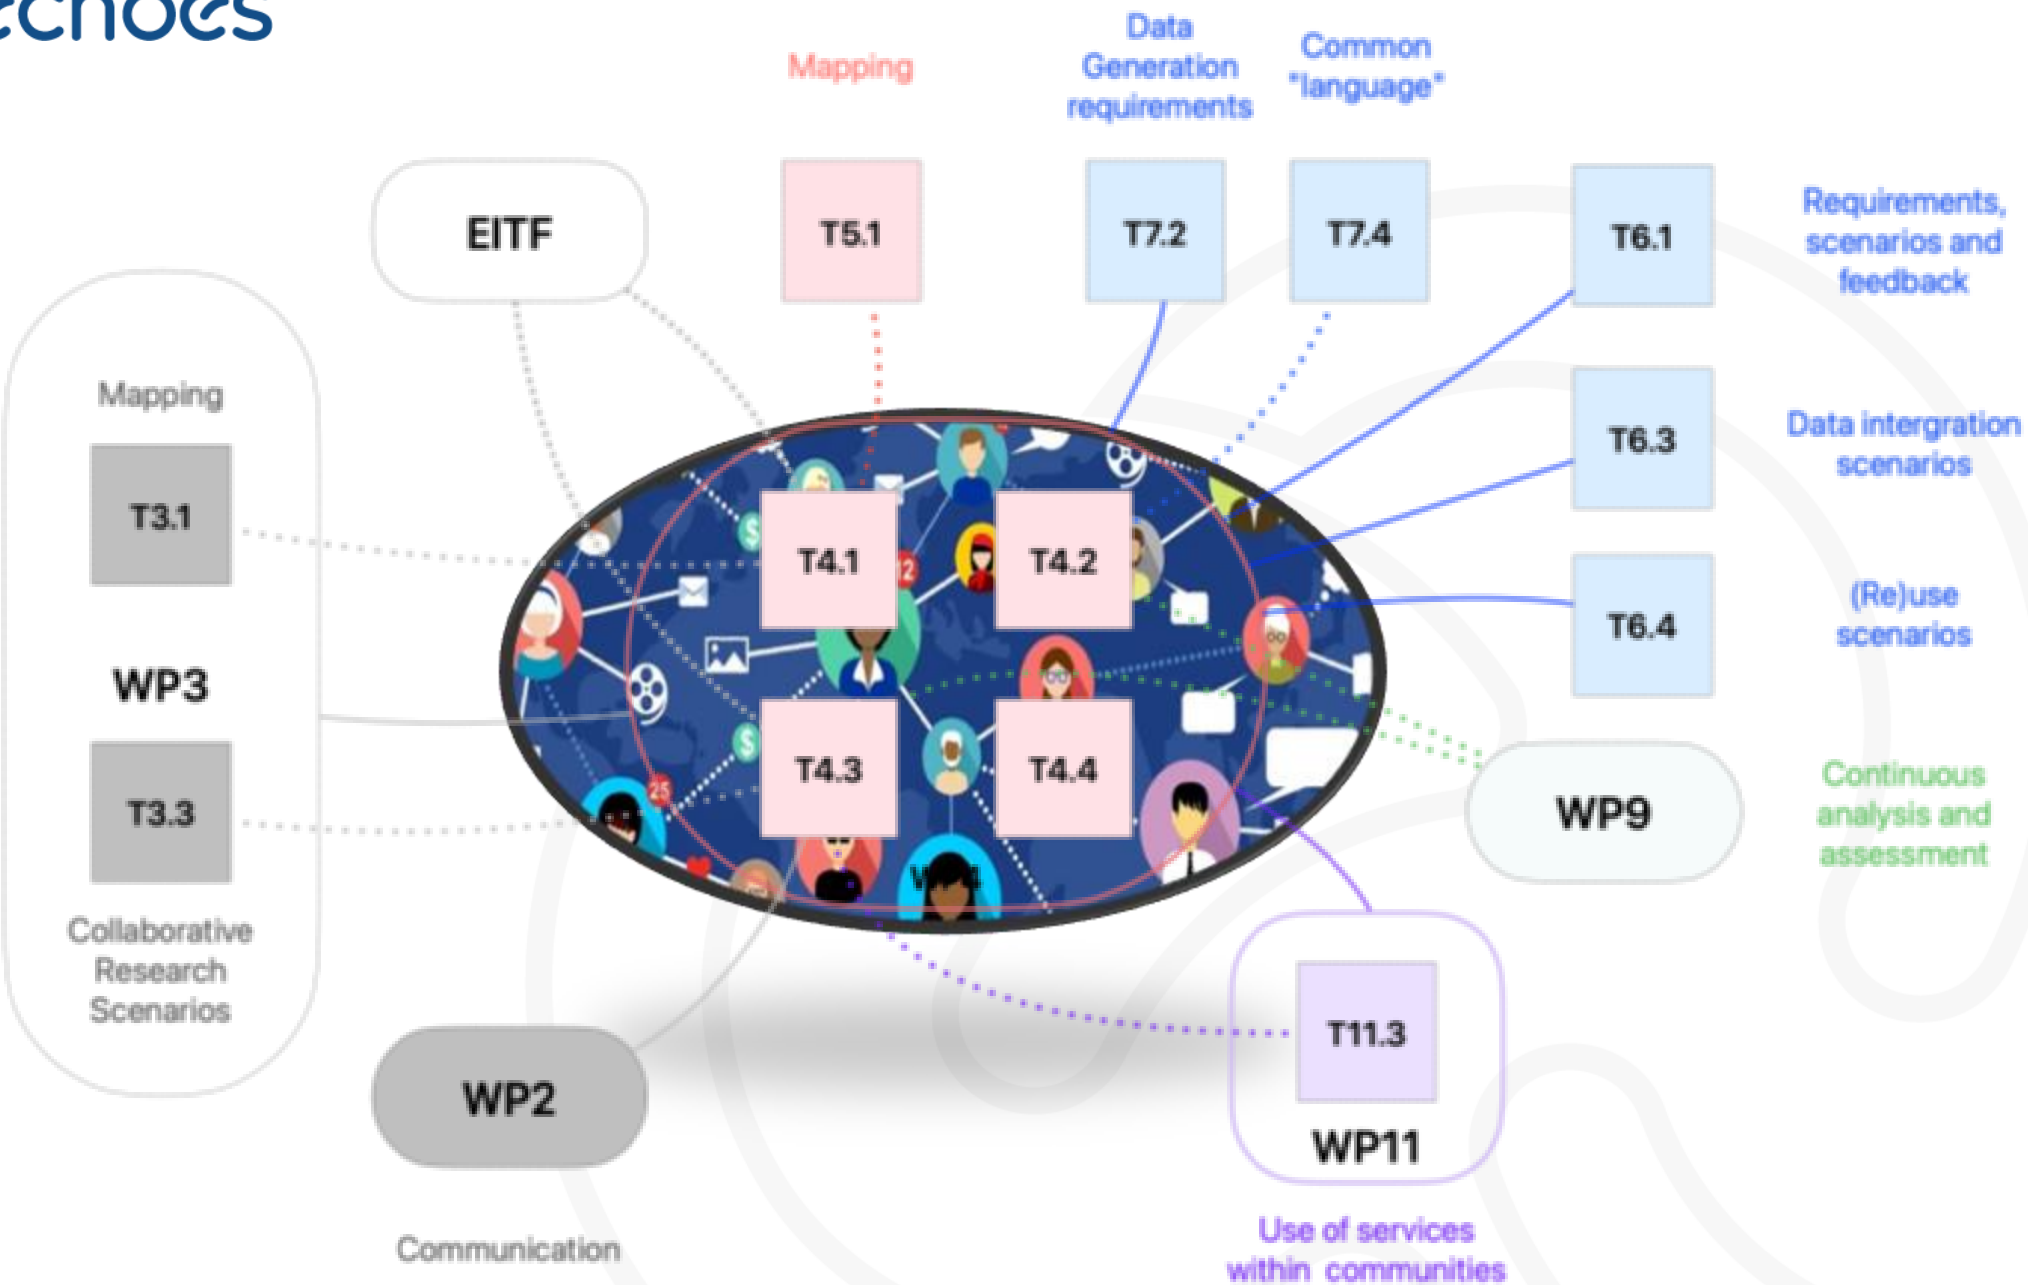 echoes
Mapping
Data
Generation
requirements
Common
"language"
EITF
T5.1
T7.2
T7.4
T6.1
Requirements,
scenarios and
feedback
Mapping
T3.1
WP3
T3.3
Collaborative
Research
Scenarios
T4.1
12
T4.2
T4.3
T4.4
25
T6.3
Data intergration
scenarios
T6.4
(Re)use
scenarios
WP9
Continuous
analysis and
assessment
WP2
Communication
T11.3
WP11
Use of services
within communities